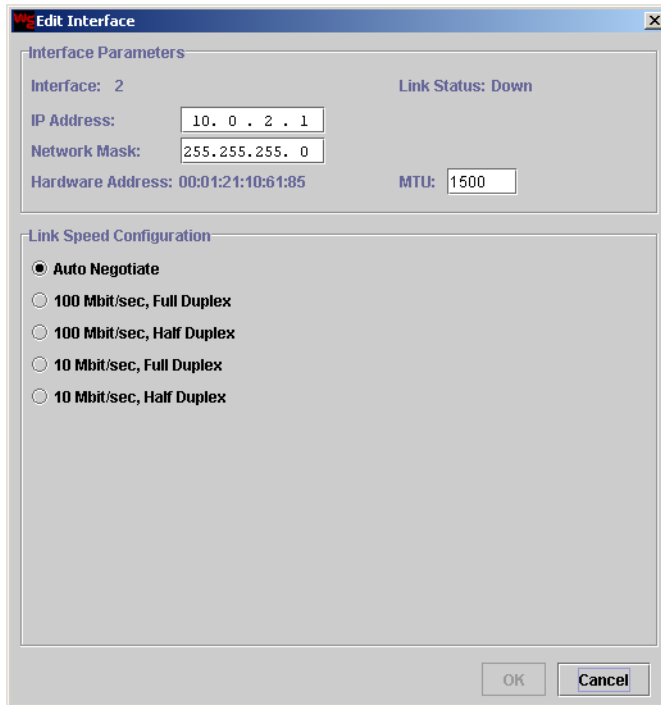 WS Edit Interface
Interface Parameters
Interface: 2 Link Status: Down
IP Address: 10. 0 . 2 . 1
Network Mask: 255.255.255. 0
Hardware Address: 00:01:21:10:61:85 MTU: 1500
Link Speed Configuration
Auto Negotiate
100 Mbit/sec, Full Duplex
100 Mbit/sec, Half Duplex
10 Mbit/sec, Full Duplex
10 Mbit/sec, Half Duplex
OK Cancel